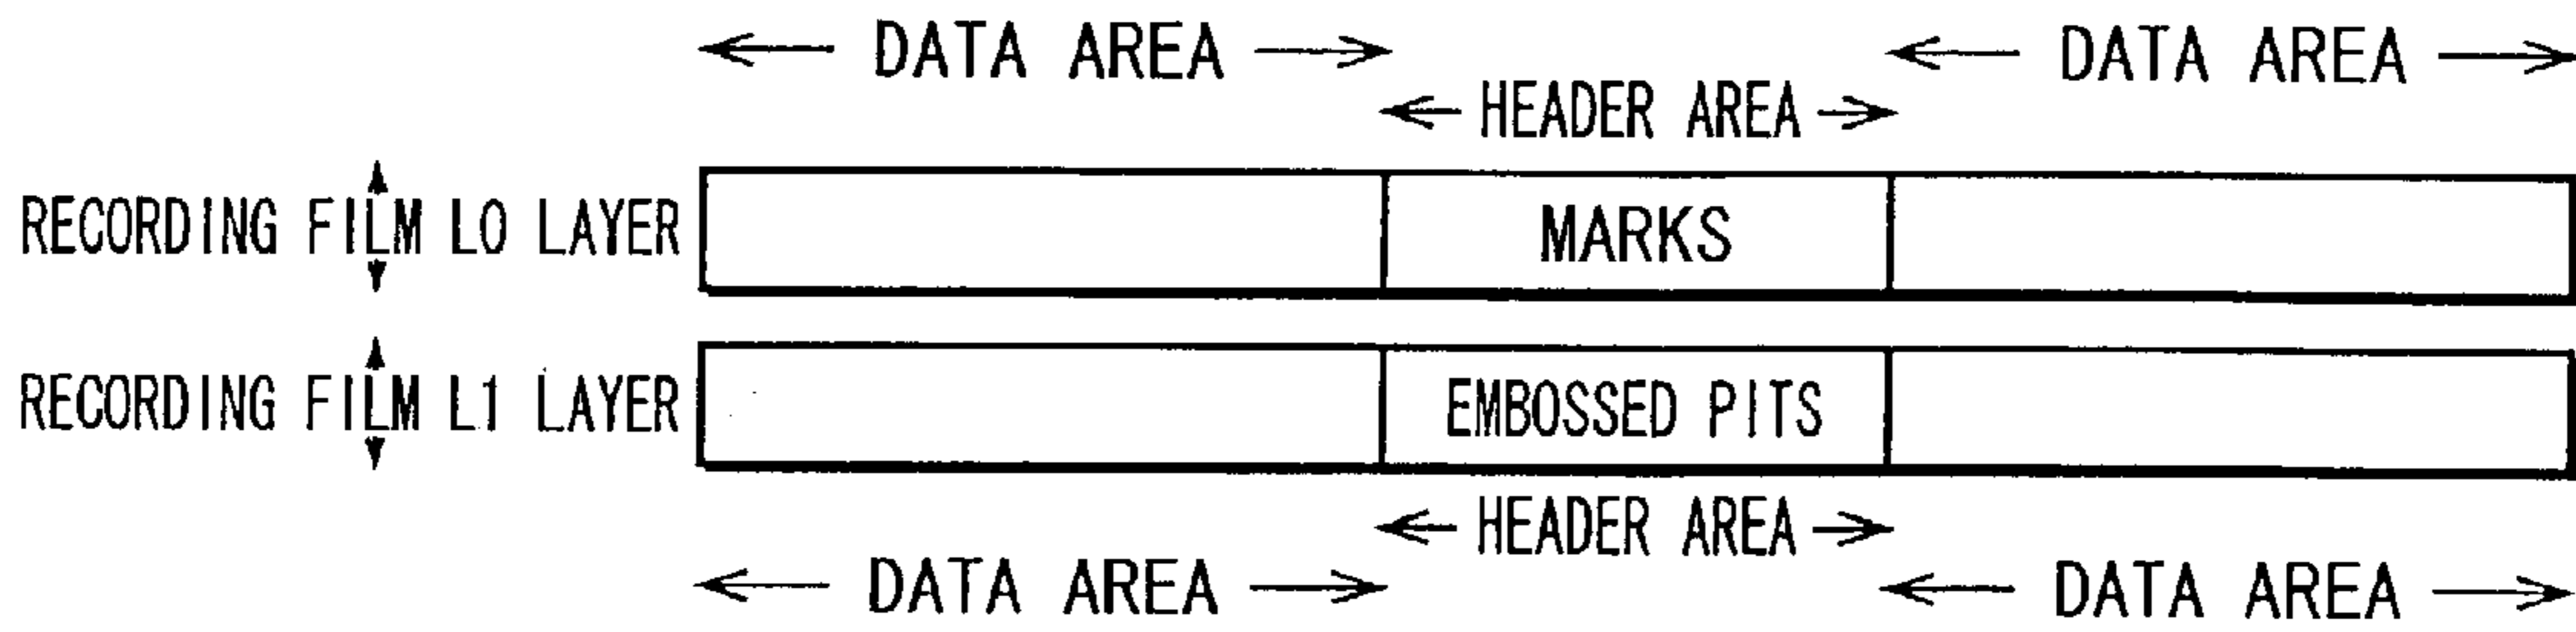 DATA AREA DATA AREA
HEADER AREA
RECORDING FILM L0 LAYER MARKS
RECORDING FILM L1 LAYER EMBOSSED PITS
HEADER AREA
DATA AREA DATA AREA